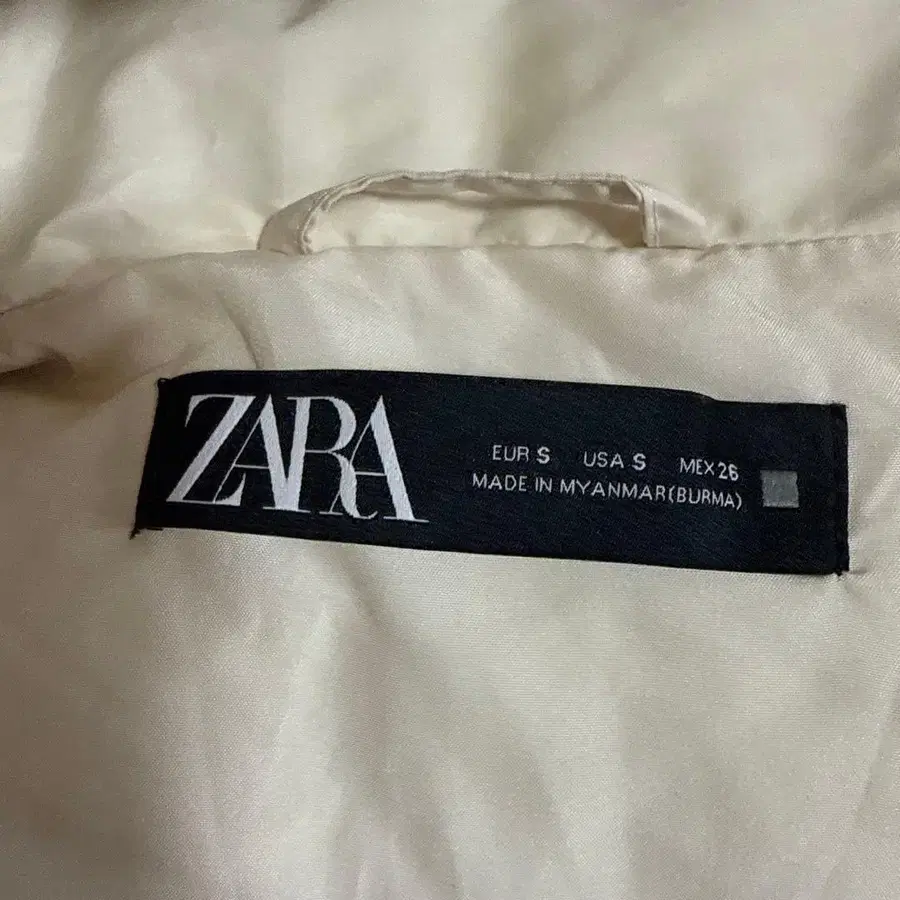 ZARA
EUR S USA S MEX 26
MADE IN MYANMAR(BURMA)